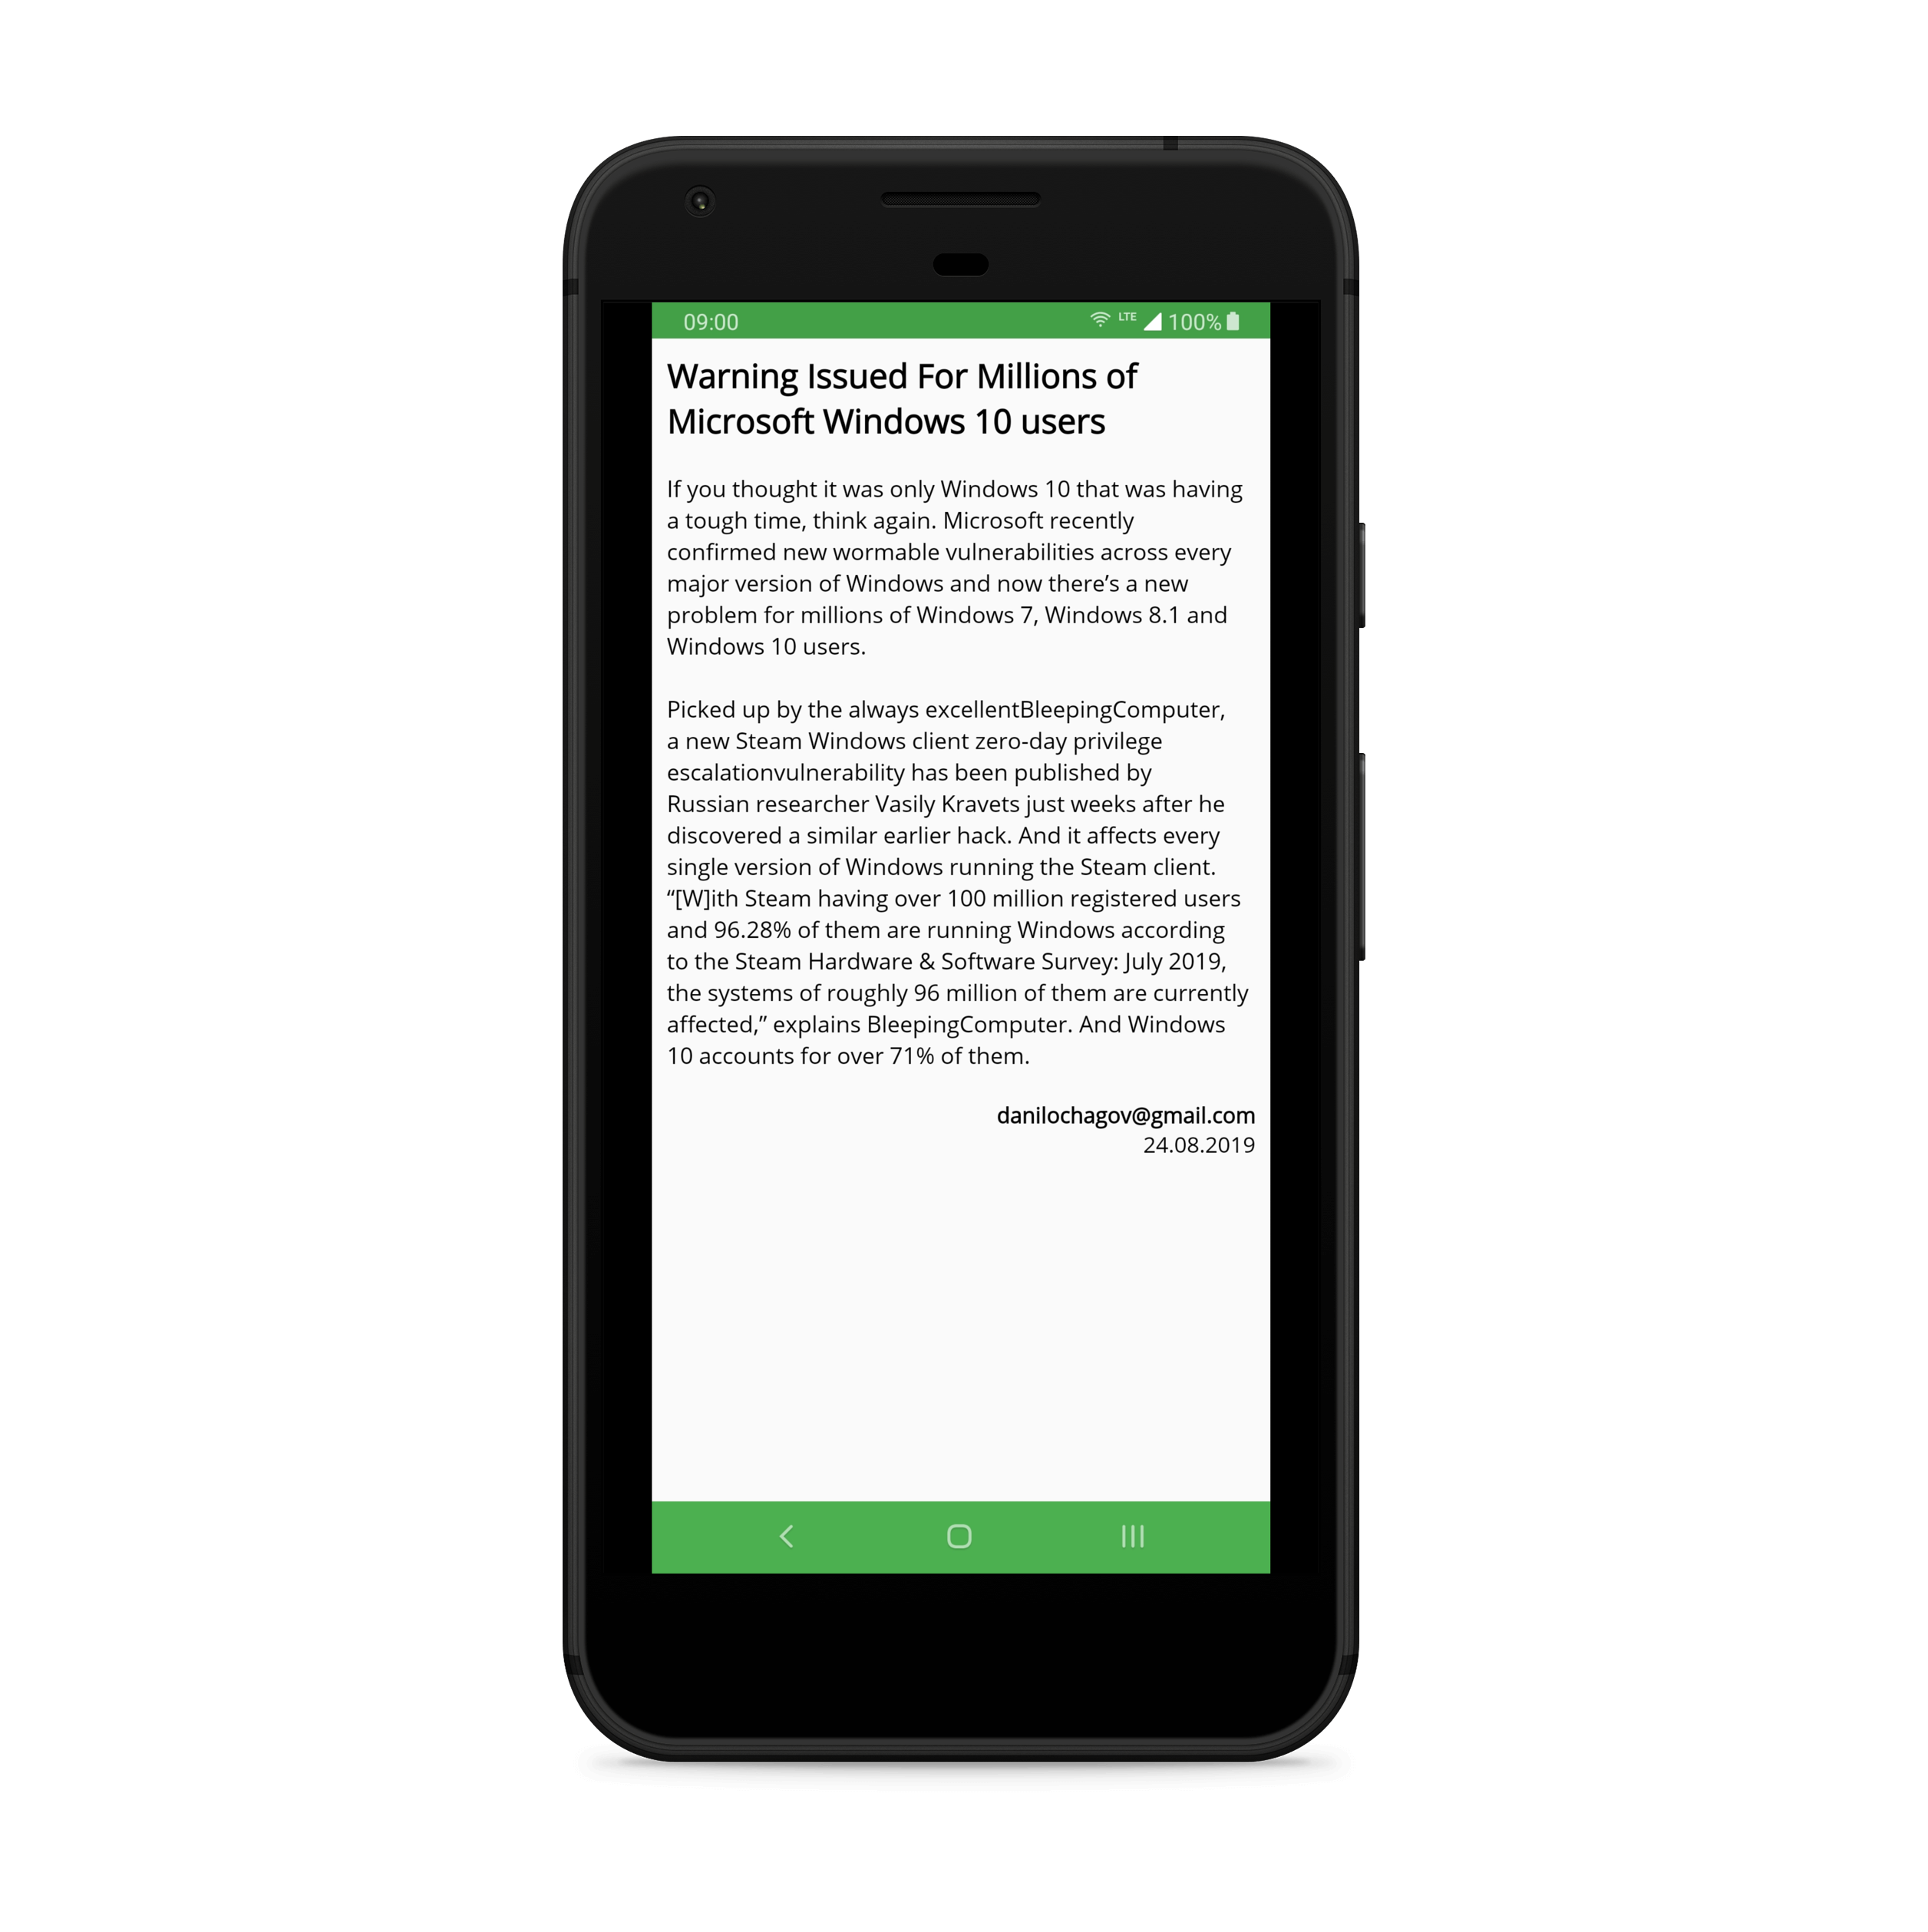 09:00 LTE 100%
Warning Issued For Millions of
Microsoft Windows 10 users
If you thought it was only Windows 10 that was having
a tough time, think again. Microsoft recently
confirmed new wormable vulnerabilities across every
major version of Windows and now there’s a new
problem for millions of Windows 7, Windows 8.1 and
Windows 10 users.
Picked up by the always excellentBleepingComputer,
a new Steam Windows client zero-day privilege
escalationvulnerability has been published by
Russian researcher Vasily Kravets just weeks after he
discovered a similar earlier hack. And it affects every
single version of Windows running the Steam client.
“[W]ith Steam having over 100 million registered users
and 96.28% of them are running Windows according
to the Steam Hardware & Software Survey: July 2019,
the systems of roughly 96 million of them are currently
affected,” explains BleepingComputer. And Windows
10 accounts for over 71% of them.
danilochagov@gmail.com
24.08.2019